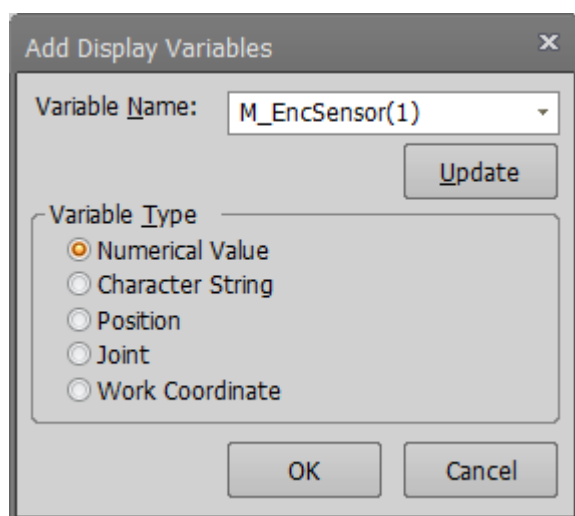 Add Display Variables
Variable Name: M_EncSensor(1)
Update
Variable Type
Numerical Value
Character String
Position
Joint
Work Coordinate
OK Cancel